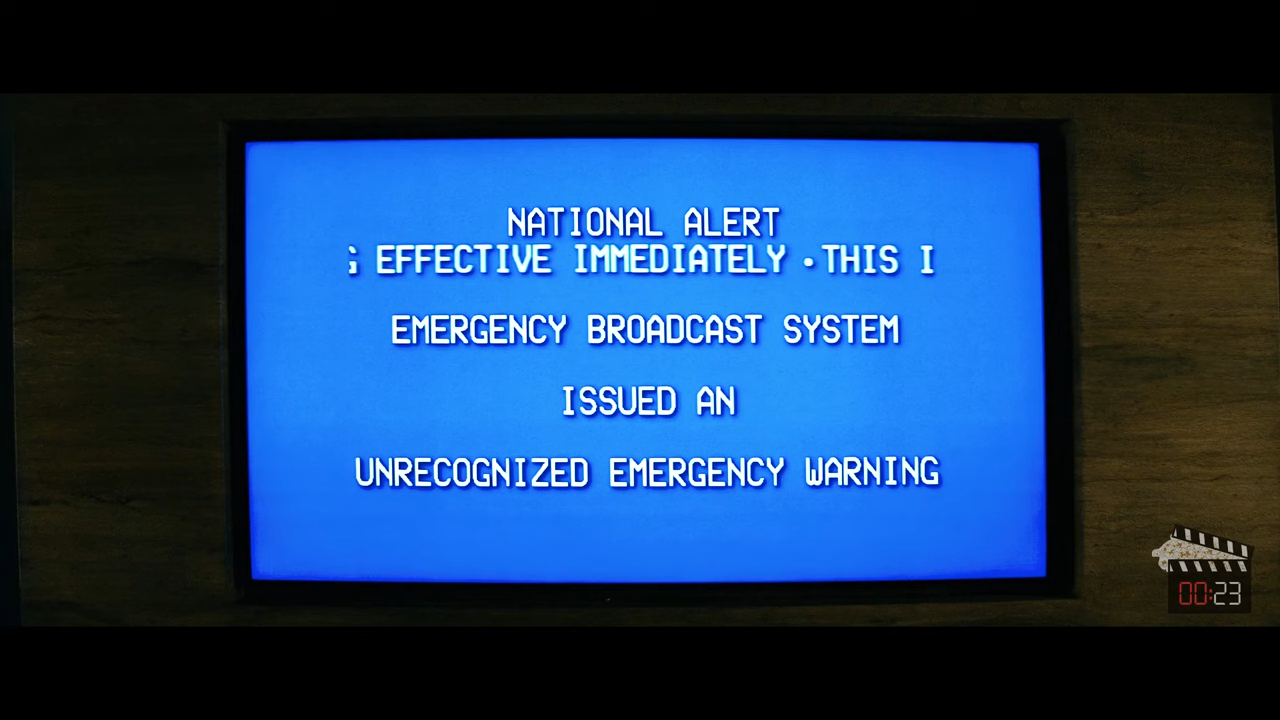 NATIONAL ALERT
EFFECTIVE IMMEDIATELY • THIS I
EMERGENCY BROADCAST SYSTEM
ISSUED AN
UNRECOGNIZED EMERGENCY WARNING
00:23